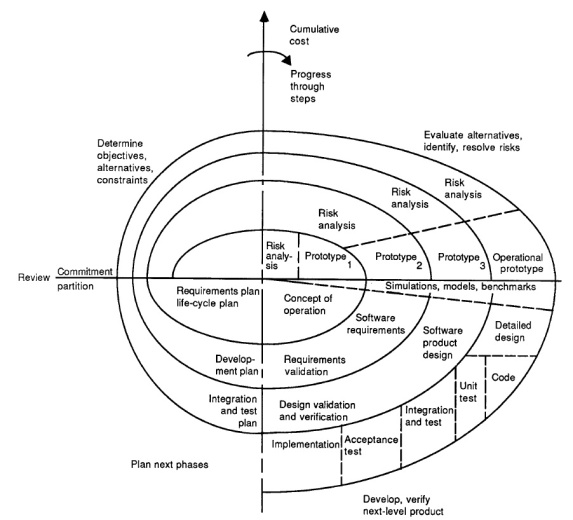 Cumulative
cost
Progress
through
steps
Evaluate alternatives,
identify, resolve risks
Determine
objectives,
alternatives,
constraints
Risk
analysis
Risk
analysis
Risk
analysis
Risk
analy-
sis
Prototype
1
Prototype
2
Prototype
3
Operational
prototype
Review
Commitment
partition
Simulations, models, benchmarks
Requirements plan
life-cycle plan
Concept of
operation
Software
requirements
Software
product
design
Detailed
design
Develop-
ment plan
Requirements
validation
Code
Unit
test
Integration
and test
plan
Design validation
and verification
Integration
and test
Implementation
Acceptance
test
Plan next phases
Develop, verify
next-level product